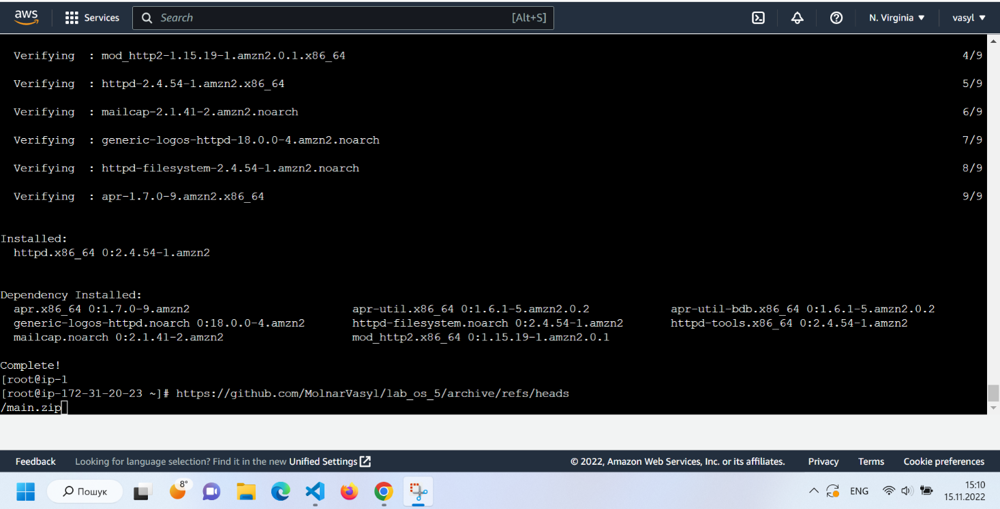 aws Services Search [Alt+S] N. Virginia ▼ vasyl ▼
Verifying : mod_http2-1.15.19-1.amzn2.0.1.x86_64 4/9
Verifying : httpd-2.4.54-1.amzn2.x86_64 5/9
Verifying : mailcap-2.1.41-2.amzn2.noarch 6/9
Verifying : generic-logos-httpd-18.0.0-4.amzn2.noarch 7/9
Verifying : httpd-filesystem-2.4.54-1.amzn2.noarch 8/9
Verifying : apr-1.7.0-9.amzn2.x86_64 9/9
Installed:
httpd.x86_64 0:2.4.54-1.amzn2
Dependency Installed:
apr.x86_64 0:1.7.0-9.amzn2 apr-util.x86_64 0:1.6.1-5.amzn2.0.2 apr-util-bdb.x86_64 0:1.6.1-5.amzn2.0.2
generic-logos-httpd.noarch 0:18.0.0-4.amzn2 httpd-filesystem.noarch 0:2.4.54-1.amzn2 httpd-tools.x86_64 0:2.4.54-1.amzn2
mailcap.noarch 0:2.1.41-2.amzn2 mod_http2.x86_64 0:1.15.19-1.amzn2.0.1
Complete!
[root@ip-1
[root@ip-172-31-20-23 ~]# https://github.com/MolnarVasyl/lab_os_5/archive/refs/heads
/main.zip
Feedback Looking for language selection? Find it in the new Unified Settings © 2022, Amazon Web Services, Inc. or its affiliates. Privacy Terms Cookie preferences
Пошук 8° ENG 15:10
15.11.2022